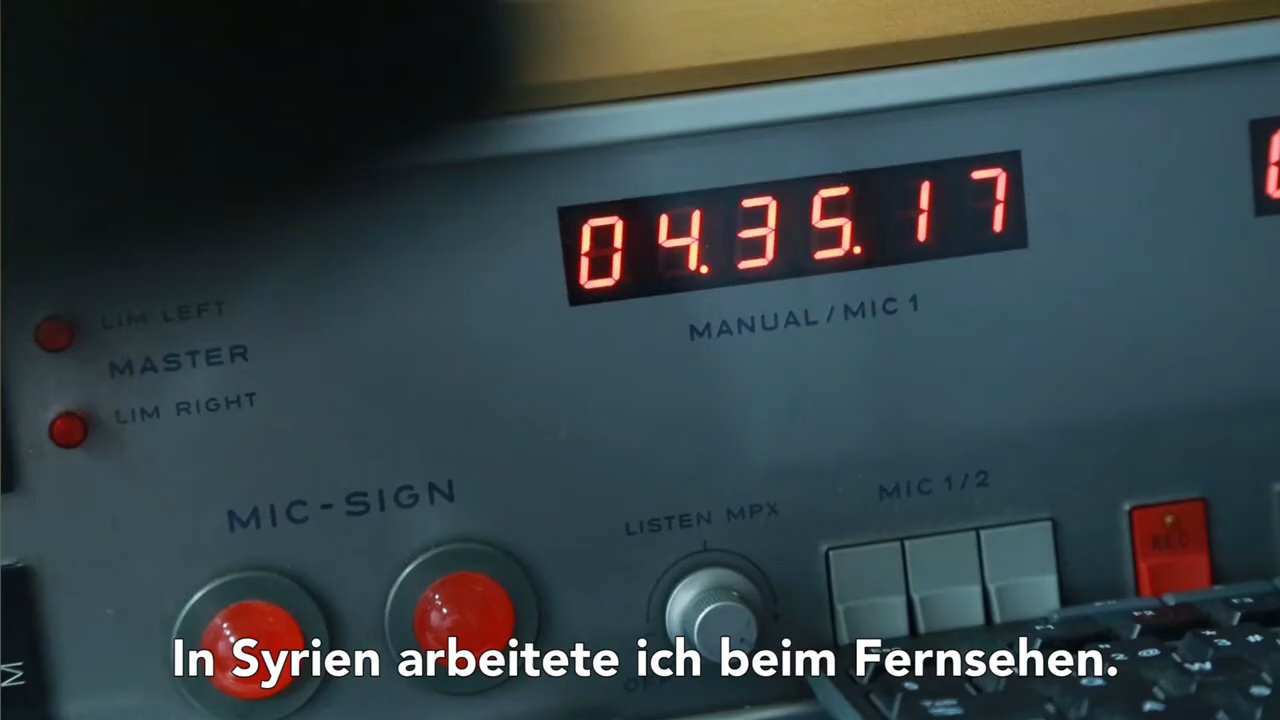 04.35.17
MANUAL/MIC 1
LIM LEFT
MASTER
LIM RIGHT
MIC-SIGN
LISTEN MPX
MIC 1/2
REC
In Syrien arbeitete ich beim Fernsehen.